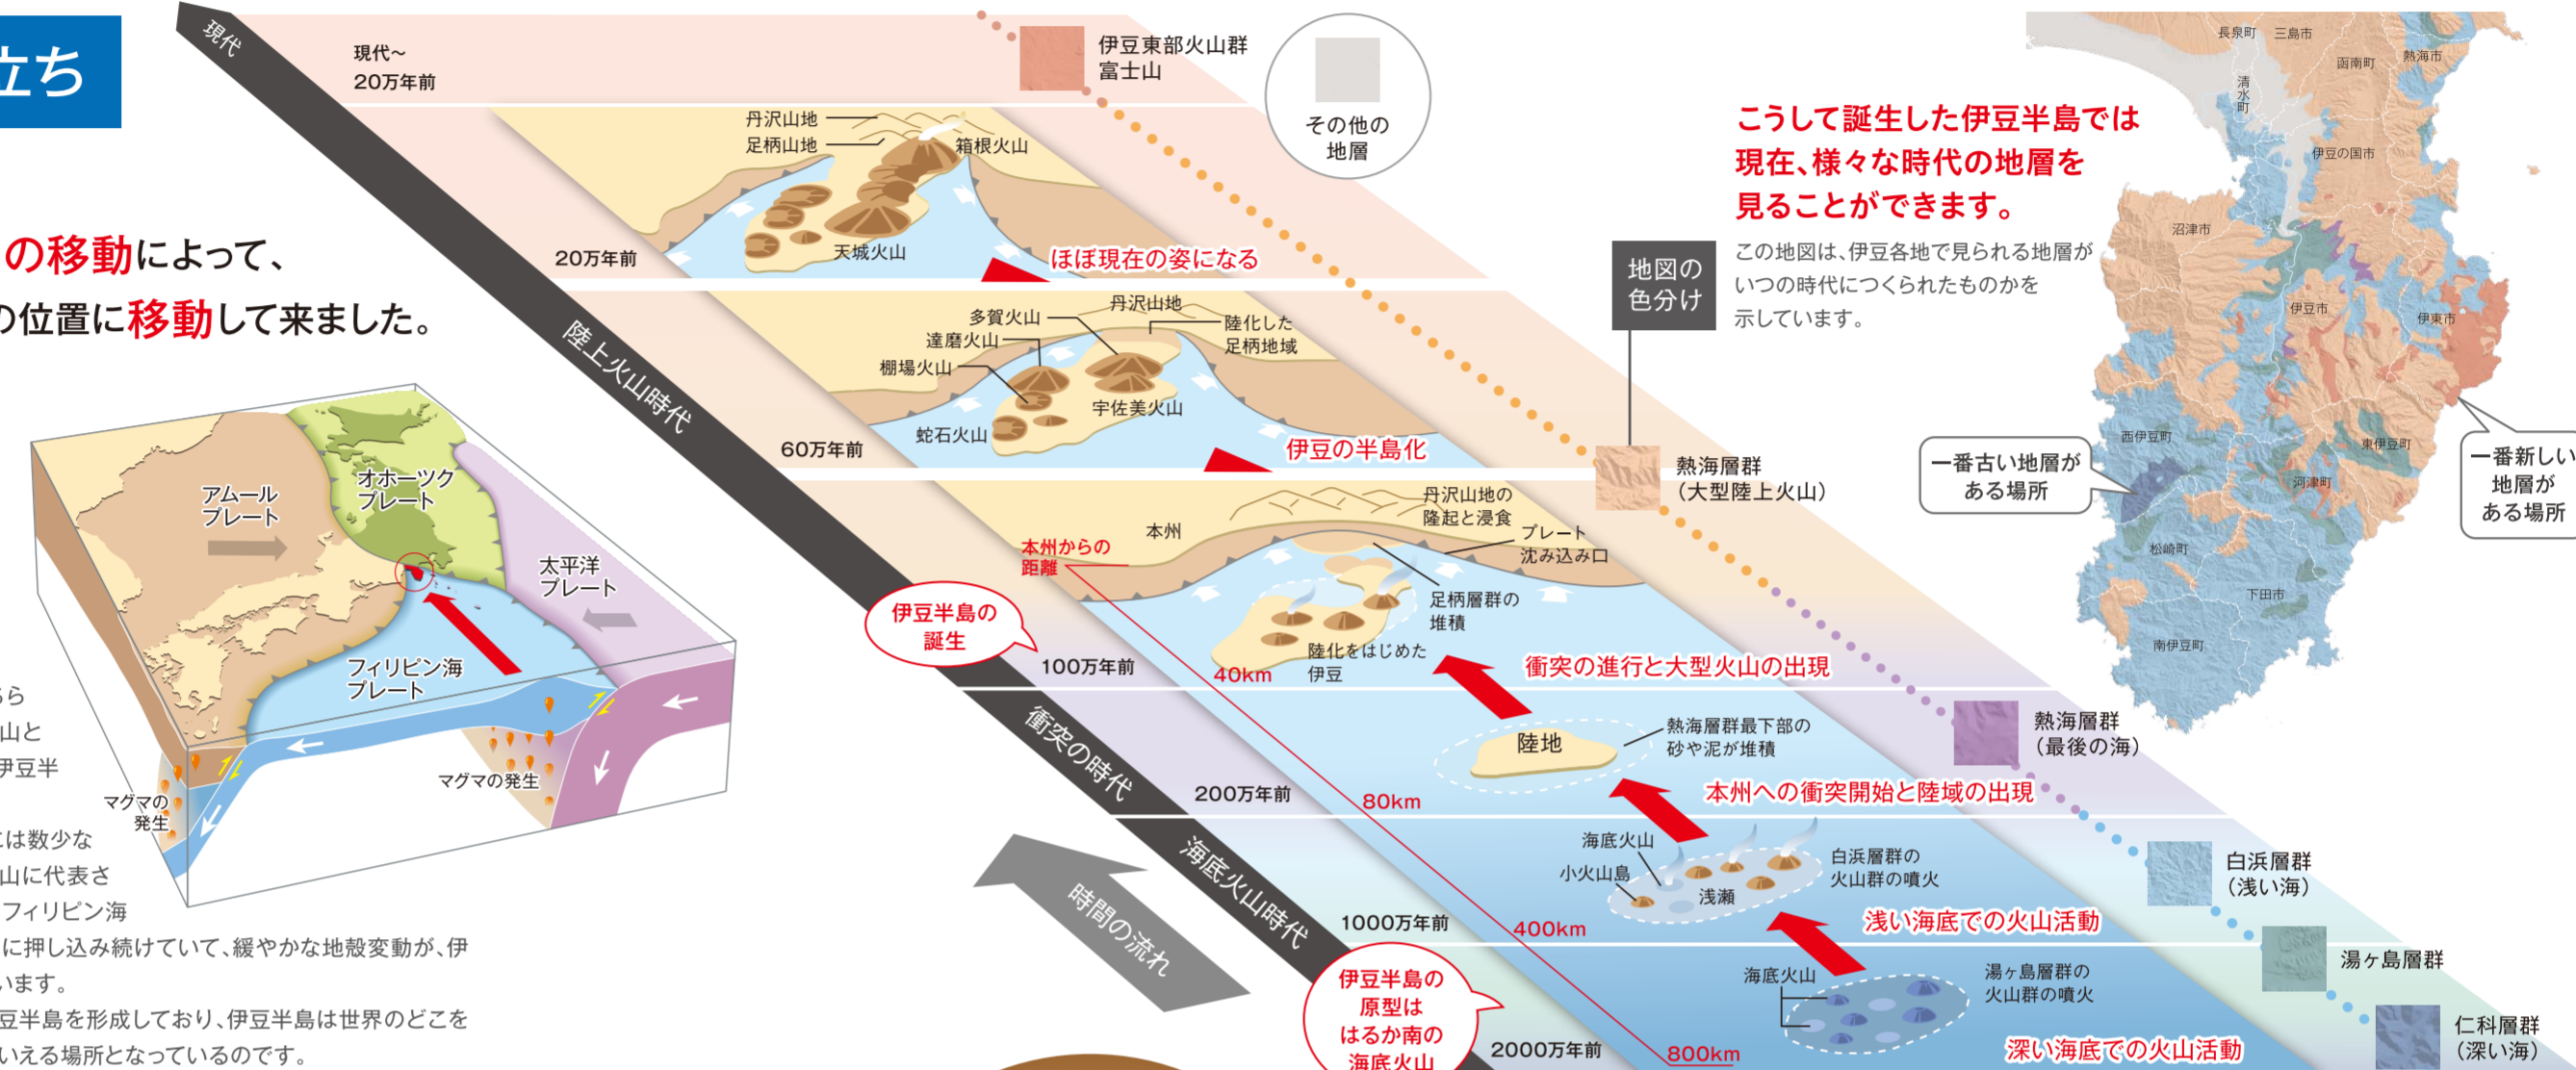 立ち
の移動によって、
の位置に移動して来ました。
アムール
プレート
オホーツク
プレート
太平洋
プレート
フィリピン海
プレート
マグマの発生
マグマの
発生
ちら
山と
伊豆半
には数少な
山に代表さ
フィリピン海
に押し込み続けていて、緩やかな地殻変動が、伊
います。
豆半島を形成しており、伊豆半島は世界のどこを
いえる場所となっているのです。
現代
陸上火山時代
衝突の時代
海底火山時代
時間の流れ
現代〜
20万年前
伊豆東部火山群
富士山
その他の
地層
丹沢山地
足柄山地
箱根火山
天城火山
20万年前
ほぼ現在の姿になる
丹沢山地
多賀火山
達磨火山
棚場火山
陸化した
足柄地域
宇佐美火山
蛇石火山
60万年前
伊豆の半島化
丹沢山地の
隆起と浸食
本州
プレート
沈み込み口
本州からの
距離
足柄層群の
堆積
陸化をはじめた
伊豆
伊豆半島の
誕生
100万年前
40km
衝突の進行と大型火山の出現
陸地
熱海層群最下部の
砂や泥が堆積
200万年前
80km
本州への衝突開始と陸域の出現
海底火山
小火山島
浅瀬
白浜層群の
火山群の噴火
1000万年前
400km
浅い海底での火山活動
海底火山
湯ヶ島層群の
火山群の噴火
伊豆半島の
原型は
はるか南の
海底火山
2000万年前
800km
深い海底での火山活動
地図の
色分け
熱海層群
（大型陸上火山）
熱海層群
（最後の海）
白浜層群
（浅い海）
湯ヶ島層群
仁科層群
（深い海）
こうして誕生した伊豆半島では
現在、様々な時代の地層を
見ることができます。
この地図は、伊豆各地で見られる地層が
いつの時代につくられたものかを
示しています。
長泉町
三島市
函南町
熱海市
清水町
伊豆の国市
沼津市
伊豆市
伊東市
西伊豆町
東伊豆町
河津町
松崎町
下田市
南伊豆町
一番古い地層が
ある場所
一番新しい
地層が
ある場所